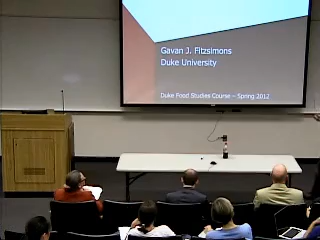 Gavan J. Fitzsimons
Duke University
Duke Food Studies Course – Spring 2012